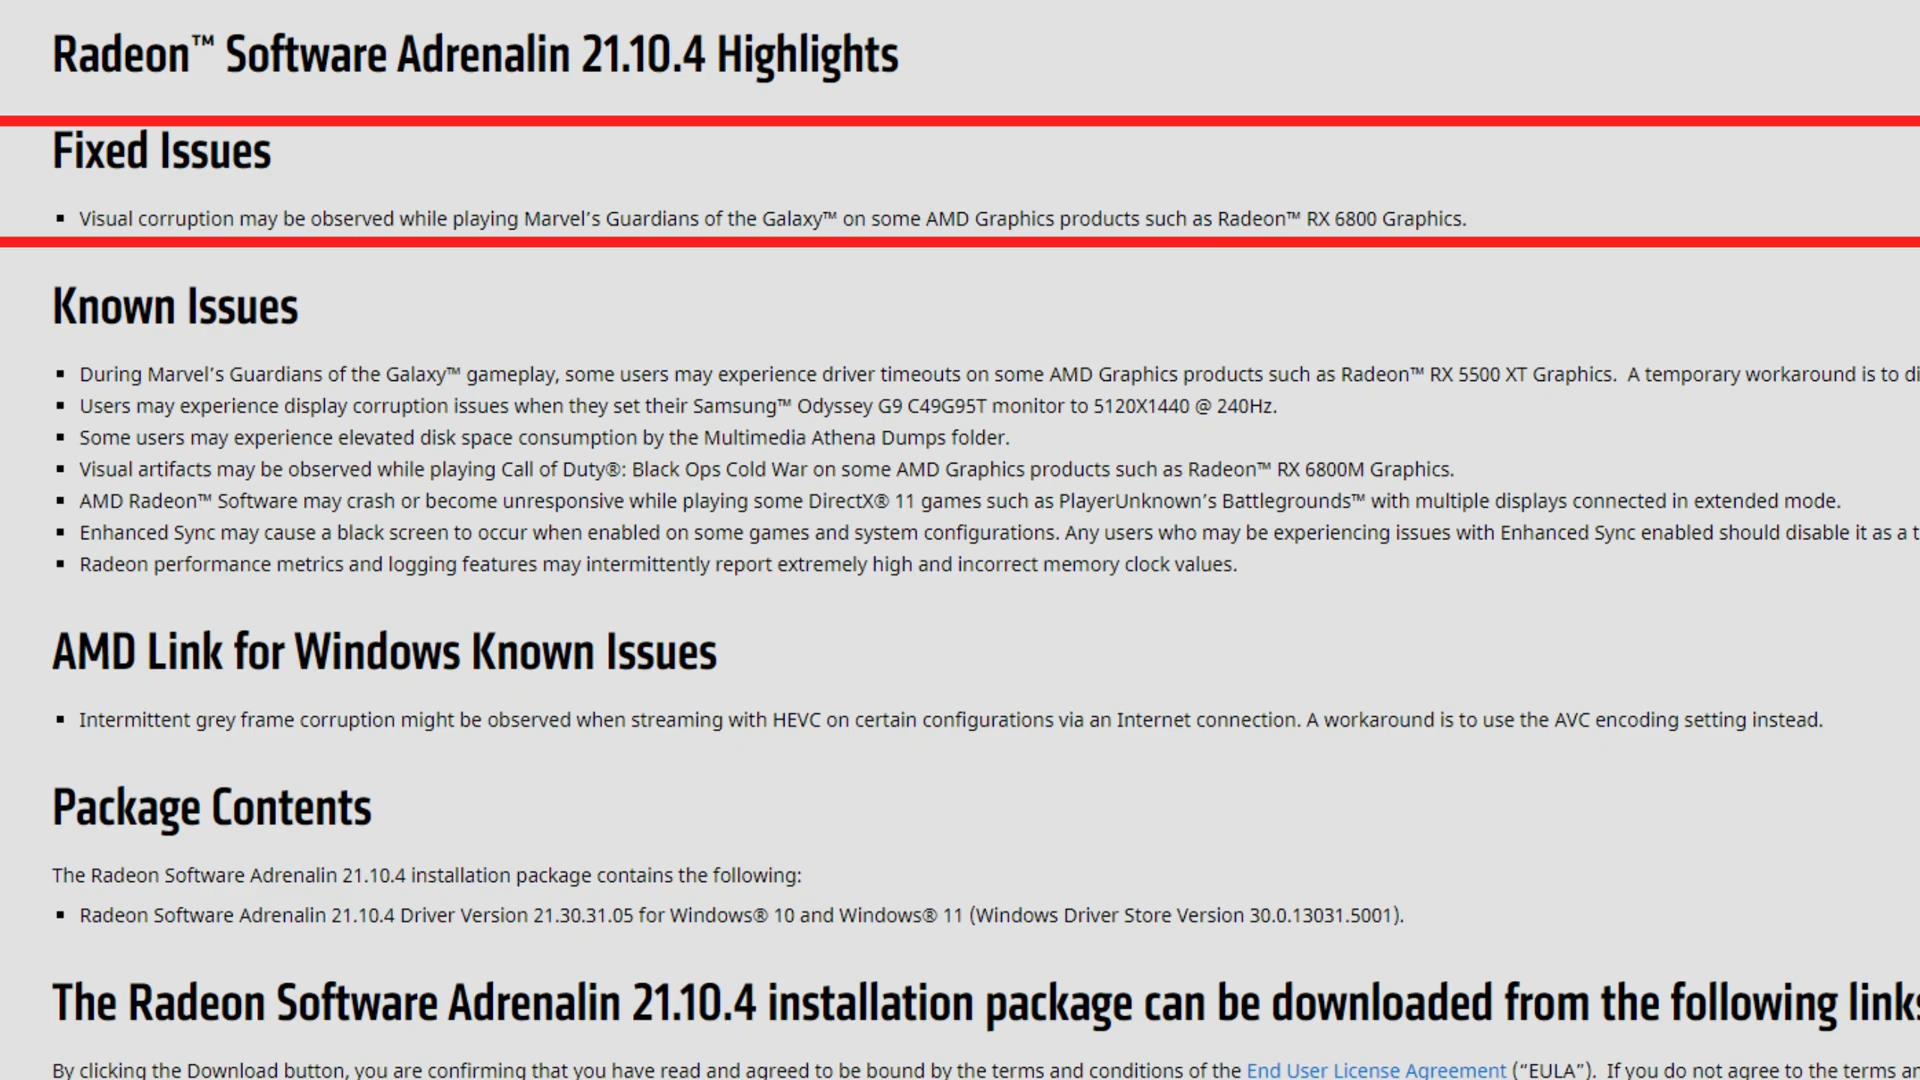 Radeon™ Software Adrenalin 21.10.4 Highlights
Fixed Issues
▪ Visual corruption may be observed while playing Marvel’s Guardians of the Galaxy™ on some AMD Graphics products such as Radeon™ RX 6800 Graphics.
Known Issues
▪ During Marvel’s Guardians of the Galaxy™ gameplay, some users may experience driver timeouts on some AMD Graphics products such as Radeon™ RX 5500 XT Graphics.  A temporary workaround is to di
▪ Users may experience display corruption issues when they set their Samsung™ Odyssey G9 C49G95T monitor to 5120X1440 @ 240Hz.
▪ Some users may experience elevated disk space consumption by the Multimedia Athena Dumps folder.
▪ Visual artifacts may be observed while playing Call of Duty®: Black Ops Cold War on some AMD Graphics products such as Radeon™ RX 6800M Graphics.
▪ AMD Radeon™ Software may crash or become unresponsive while playing some DirectX® 11 games such as PlayerUnknown’s Battlegrounds™ with multiple displays connected in extended mode.
▪ Enhanced Sync may cause a black screen to occur when enabled on some games and system configurations. Any users who may be experiencing issues with Enhanced Sync enabled should disable it as a t
▪ Radeon performance metrics and logging features may intermittently report extremely high and incorrect memory clock values.
AMD Link for Windows Known Issues
▪ Intermittent grey frame corruption might be observed when streaming with HEVC on certain configurations via an Internet connection. A workaround is to use the AVC encoding setting instead.
Package Contents
The Radeon Software Adrenalin 21.10.4 installation package contains the following:
▪ Radeon Software Adrenalin 21.10.4 Driver Version 21.30.31.05 for Windows® 10 and Windows® 11 (Windows Driver Store Version 30.0.13031.5001).
The Radeon Software Adrenalin 21.10.4 installation package can be downloaded from the following links
By clicking the Download button, you are confirming that you have read and agreed to be bound by the terms and conditions of the End User License Agreement (“EULA”).  If you do not agree to the terms an